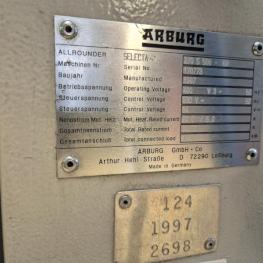 ARBURG
ALLROUNDER SELECTA-S
Maschinen Nr. Serial No.
Baujahr Manufactured
Betriebsspannung Operating Voltage V
Steuerspannung Control Voltage
Steuerspannung Control Voltage
Nennstrom Mot. Heiz. Mot. Heat. Rated current
Gesamtnennstrom Total Rated current
Gesamtanschluß Total connected
ARBURG GmbH + Co
Arthur Hehl Straße D 72290 Loßburg
Made in Germany
124
1997
2698